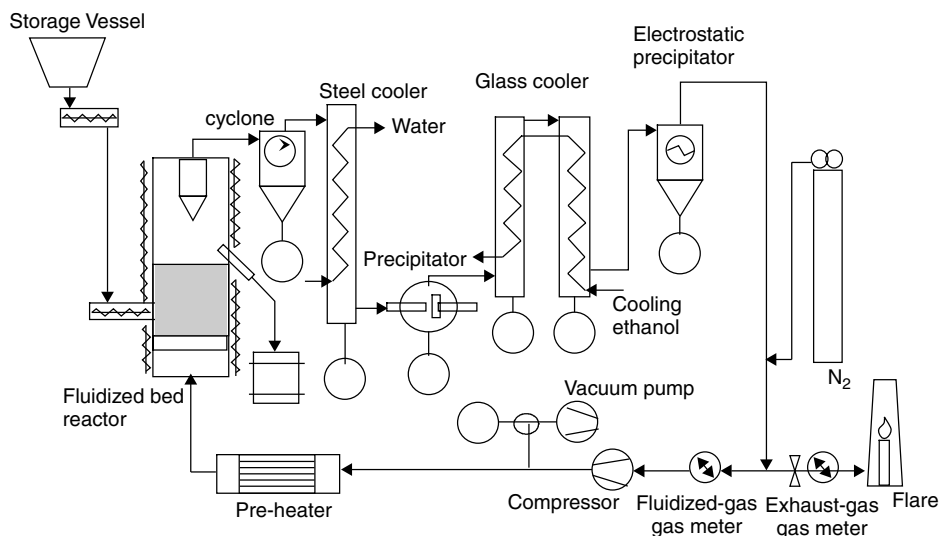 Storage Vessel
Electrostatic
precipitator
Glass cooler
Steel cooler
cyclone
Water
Precipitator
Cooling
ethanol
N2
Fluidized bed
reactor
Vacuum pump
Pre-heater
Compressor
Fluidized-gas
gas meter
Exhaust-gas
gas meter
Flare